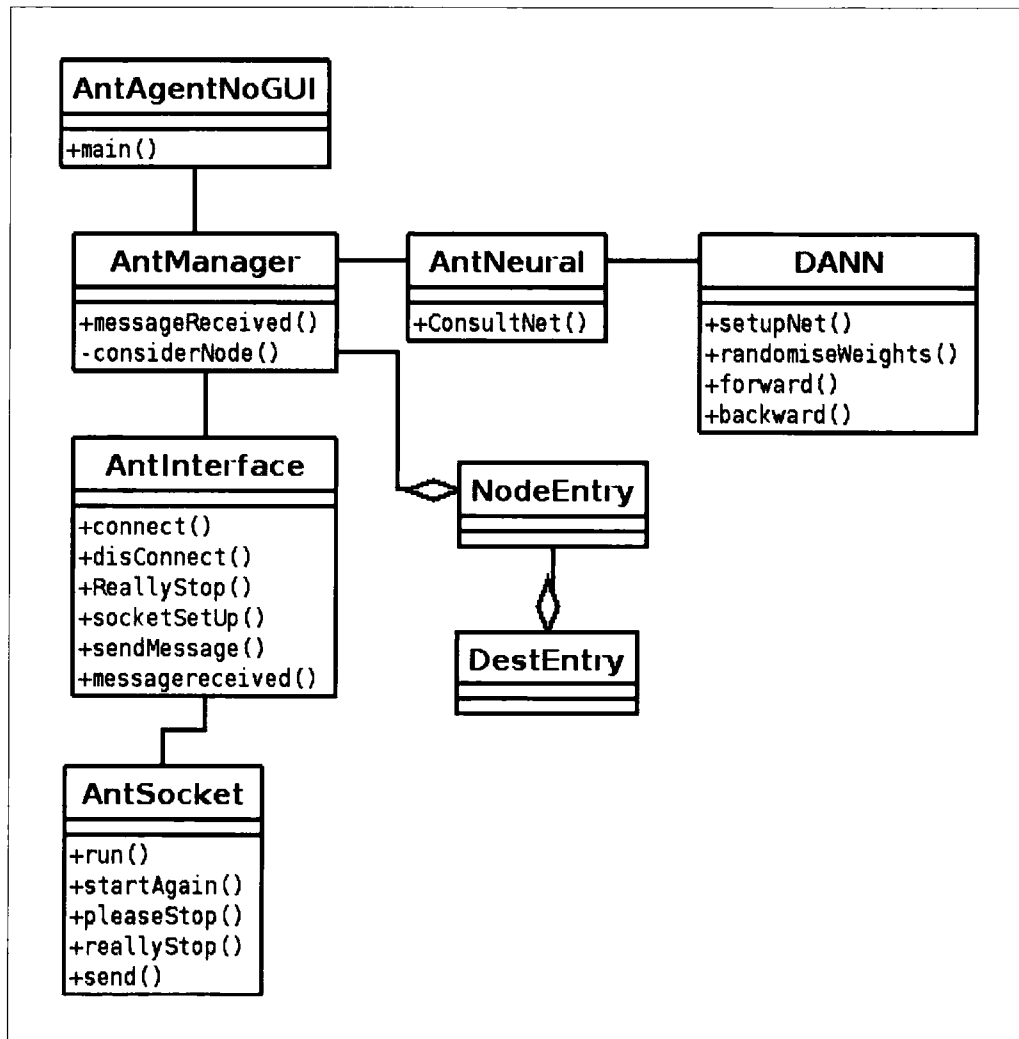 AntAgentNoGUI
+main()
AntManager
+messageReceived()
-considerNode()
AntNeural
+ConsultNet()
DANN
+setupNet()
+randomiseWeights()
+forward()
+backward()
AntInterface
+connect()
+disConnect()
+ReallyStop()
+socketSetUp()
+sendMessage()
+messagereceived()
NodeEntry
DestEntry
AntSocket
+run()
+startAgain()
+pleaseStop()
+reallyStop()
+send()